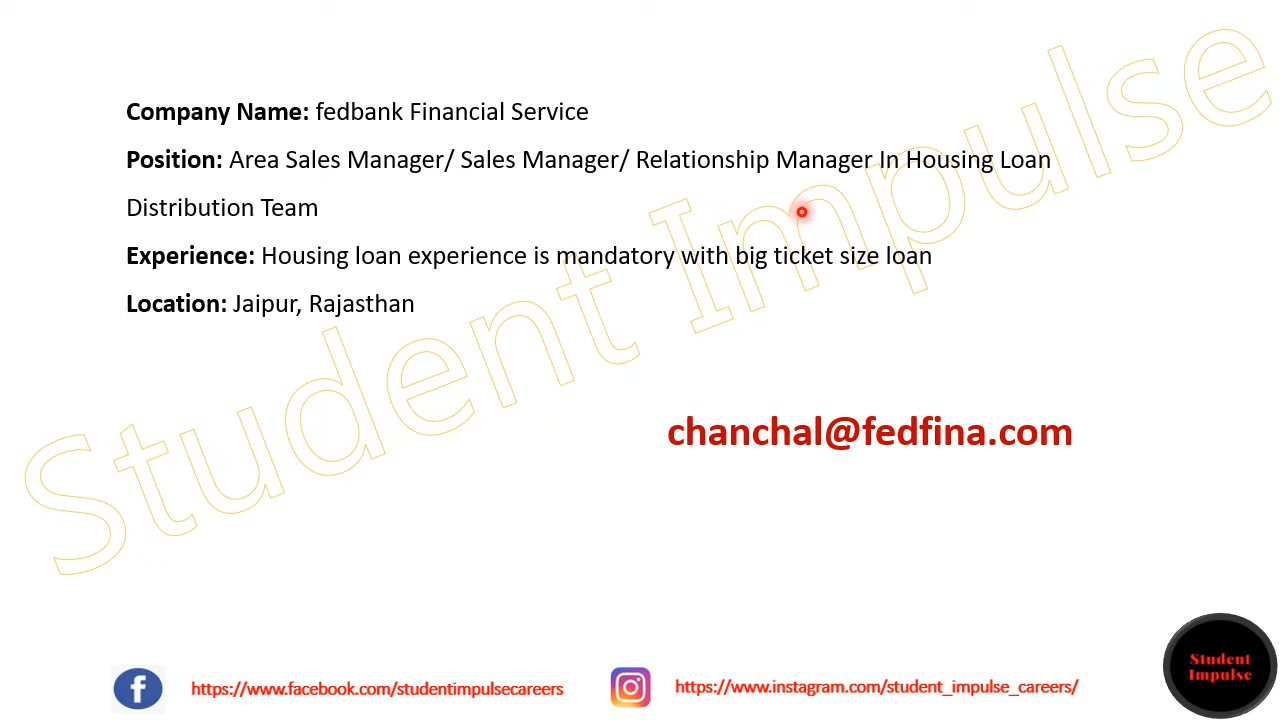 Company Name: fedbank Financial Service
Position: Area Sales Manager/ Sales Manager/ Relationship Manager In Housing Loan
Distribution Team
Experience: Housing loan experience is mandatory with big ticket size loan
Location: Jaipur, Rajasthan
Student Impulse
chanchal@fedfina.com
https://www.facebook.com/studentimpulsecareers
https://www.instagram.com/student_impulse_careers/
Student
Impulse